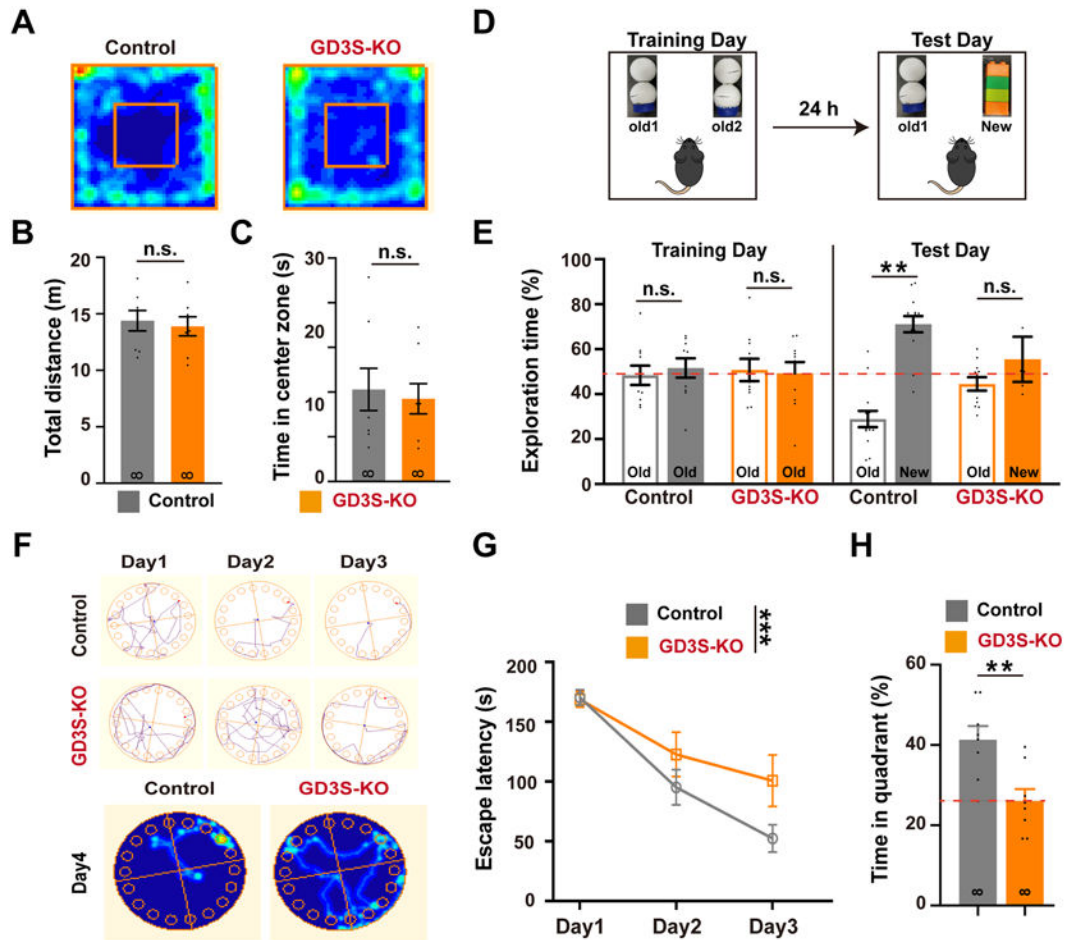 A
Control
GD3S-KO
B
n.s.
Total distance (m)
20
15
10
5
0
8
8
C
n.s.
Time in center zone (s)
30
20
10
0
8
8
Control
GD3S-KO
D
Training Day
Test Day
old1
old2
24 h
old1
New
E
Training Day
Test Day
Exploration time (%)
100
80
60
40
20
0
n.s.
n.s.
**
n.s.
Old
Old
Old
Old
Old
New
Old
New
Control
GD3S-KO
Control
GD3S-KO
F
Day1
Day2
Day3
Control
GD3S-KO
Control
GD3S-KO
Day4
G
Control
GD3S-KO
***
Escape latency (s)
200
150
100
50
0
Day1
Day2
Day3
H
Control
GD3S-KO
**
Time in quadrant (%)
60
40
20
0
8
8